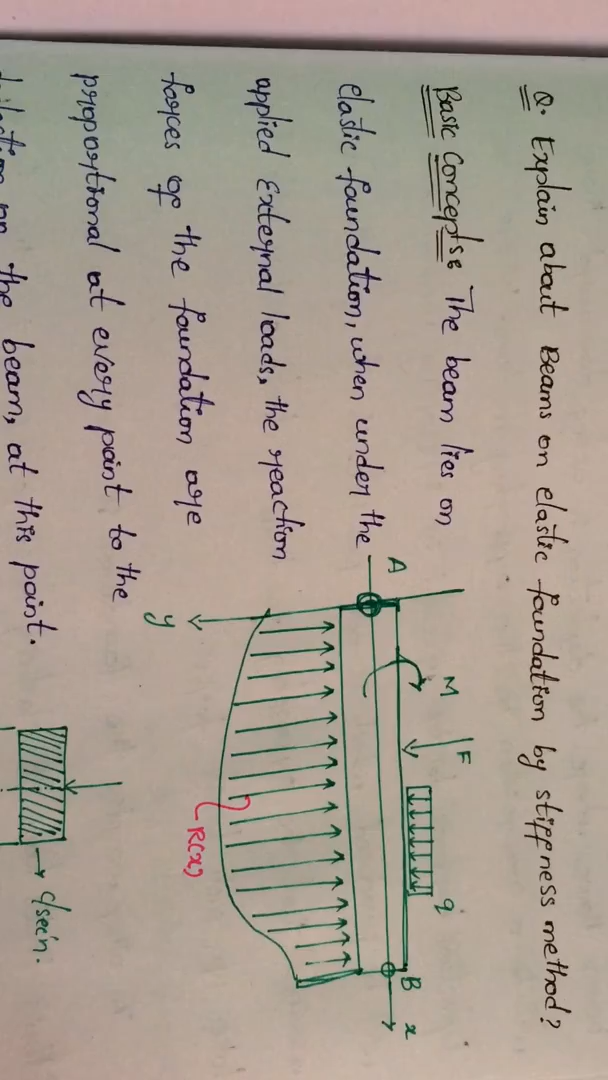 Q. Explain about Beams on elastic foundation by stiffness method?
Basic Concepts: The beam lies on
elastic foundation, when under the
applied External loads, the reaction
forces of the foundation are
proportional at every point to the
the beam, at this point.
A
M
F
q
B
x
y
R(x)
c/secn.